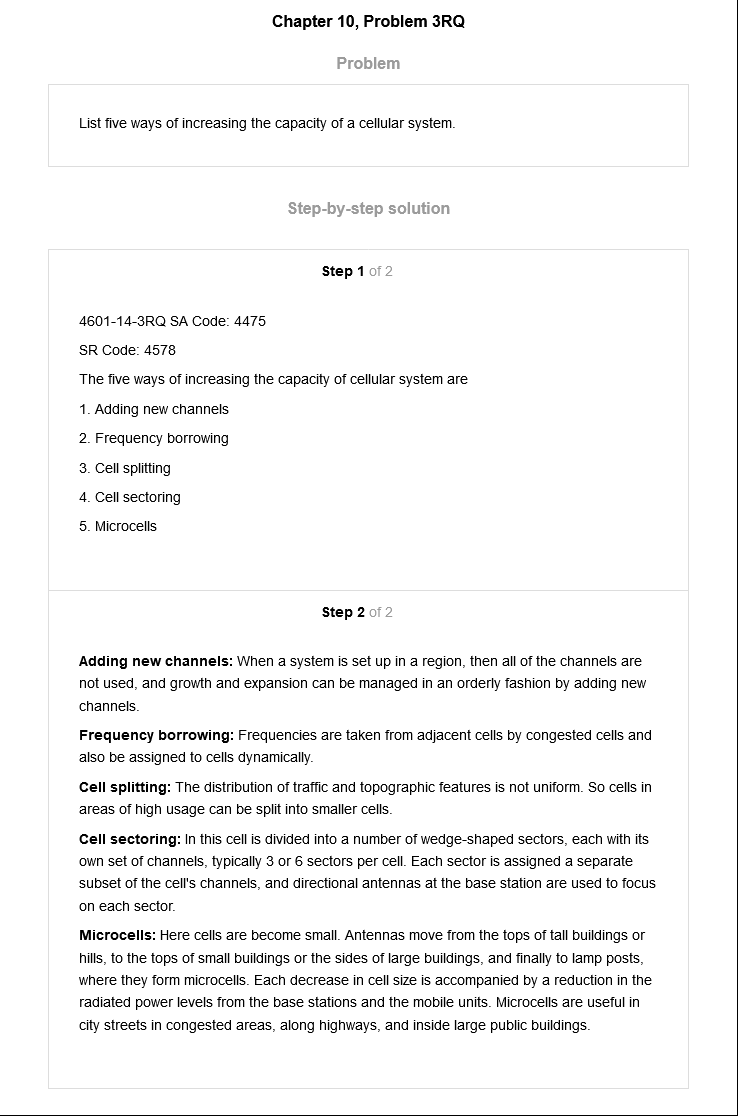 Chapter 10, Problem 3RQ
Problem
List five ways of increasing the capacity of a cellular system.
Step-by-step solution
Step 1 of 2
4601-14-3RQ SA Code: 4475
SR Code: 4578
The five ways of increasing the capacity of cellular system are
1. Adding new channels
2. Frequency borrowing
3. Cell splitting
4. Cell sectoring
5. Microcells
Step 2 of 2
Adding new channels: When a system is set up in a region, then all of the channels are
not used, and growth and expansion can be managed in an orderly fashion by adding new
channels.
Frequency borrowing: Frequencies are taken from adjacent cells by congested cells and
also be assigned to cells dynamically.
Cell splitting: The distribution of traffic and topographic features is not uniform. So cells in
areas of high usage can be split into smaller cells.
Cell sectoring: In this cell is divided into a number of wedge-shaped sectors, each with its
own set of channels, typically 3 or 6 sectors per cell. Each sector is assigned a separate
subset of the cell's channels, and directional antennas at the base station are used to focus
on each sector.
Microcells: Here cells are become small. Antennas move from the tops of tall buildings or
hills, to the tops of small buildings or the sides of large buildings, and finally to lamp posts,
where they form microcells. Each decrease in cell size is accompanied by a reduction in the
radiated power levels from the base stations and the mobile units. Microcells are useful in
city streets in congested areas, along highways, and inside large public buildings.